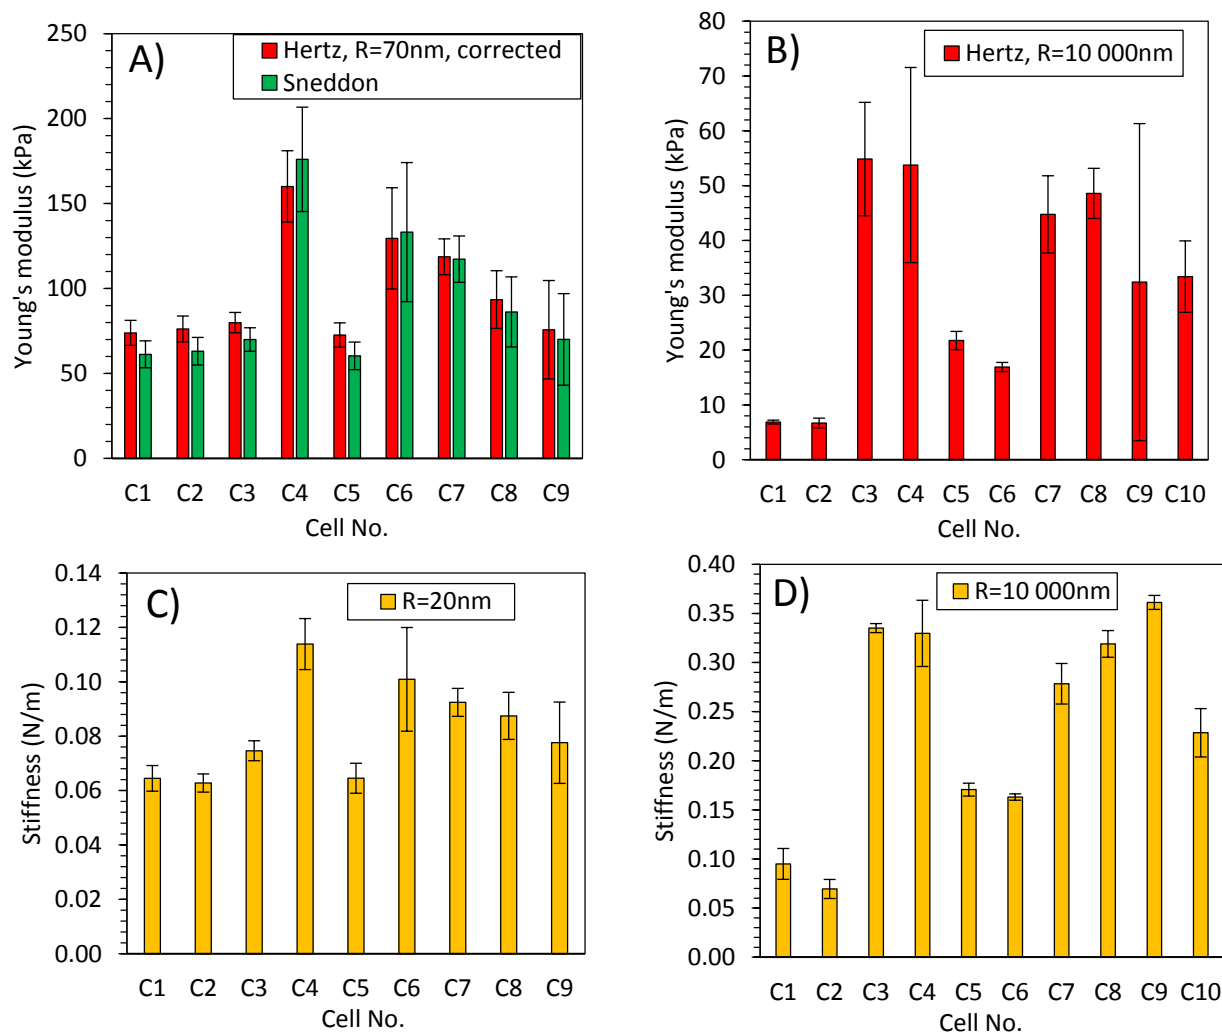 A)
Hertz, R=70nm, corrected
Sneddon
Young's modulus (kPa)
250
200
150
100
50
0
C1 C2 C3 C4 C5 C6 C7 C8 C9
Cell No.
B)
Hertz, R=10 000nm
Young's modulus (kPa)
80
70
60
50
40
30
20
10
0
C1 C2 C3 C4 C5 C6 C7 C8 C9 C10
Cell No.
C)
R=20nm
Stiffness (N/m)
0.14
0.12
0.10
0.08
0.06
0.04
0.02
0.00
C1 C2 C3 C4 C5 C6 C7 C8 C9
Cell No.
D)
R=10 000nm
Stiffness (N/m)
0.40
0.35
0.30
0.25
0.20
0.15
0.10
0.05
0.00
C1 C2 C3 C4 C5 C6 C7 C8 C9 C10
Cell No.